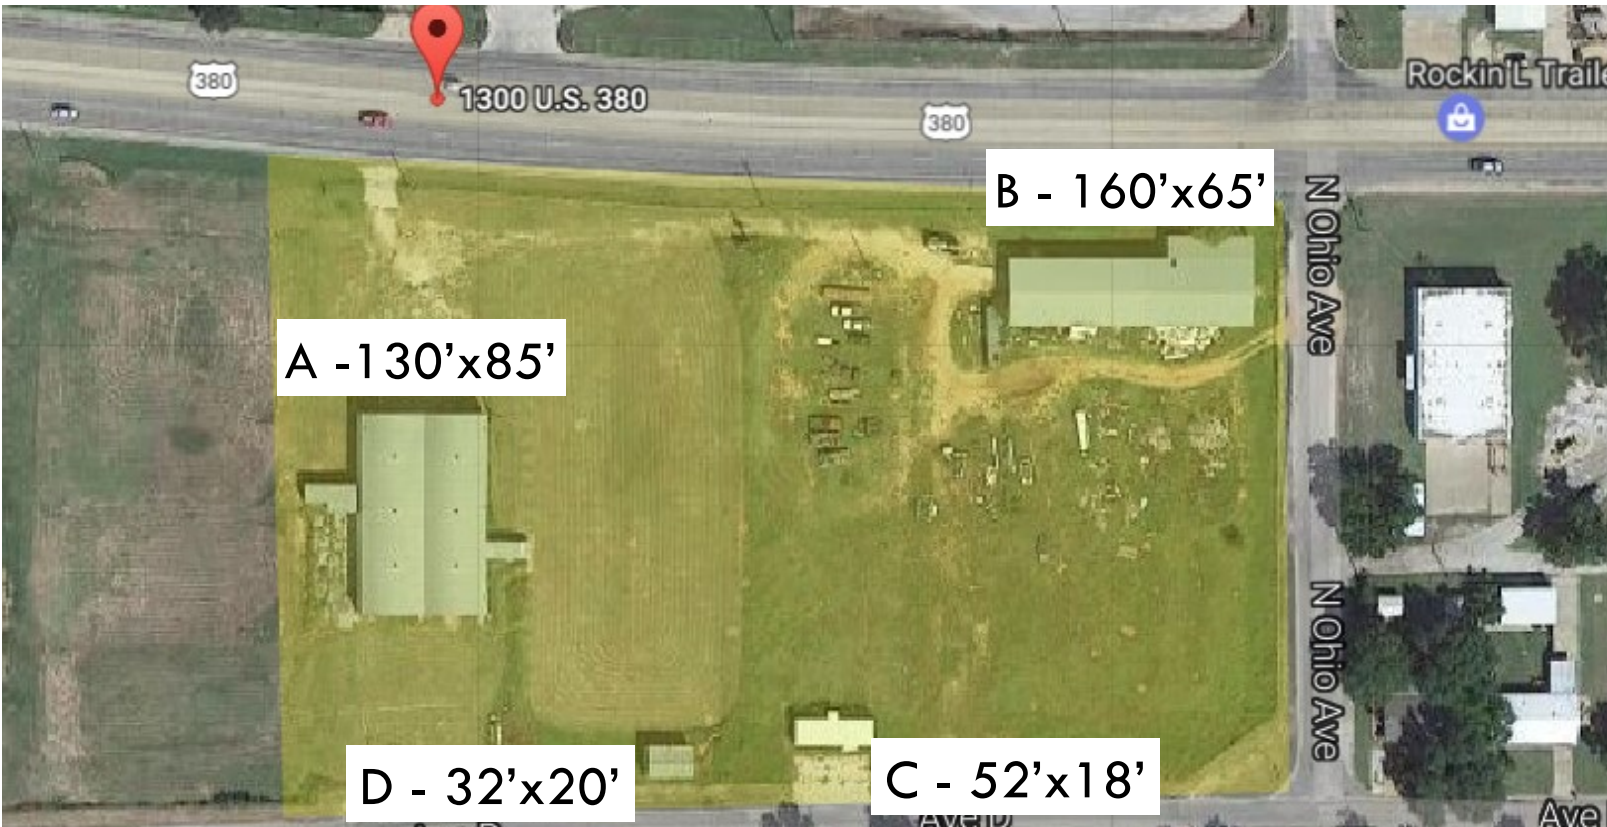 380
1300 U.S. 380
380
Rockin L Traile
B - 160’x65’
N Ohio Ave
A -130’x85’
N Ohio Ave
D - 32’x20’
C - 52’x18’
Ave D
Ave